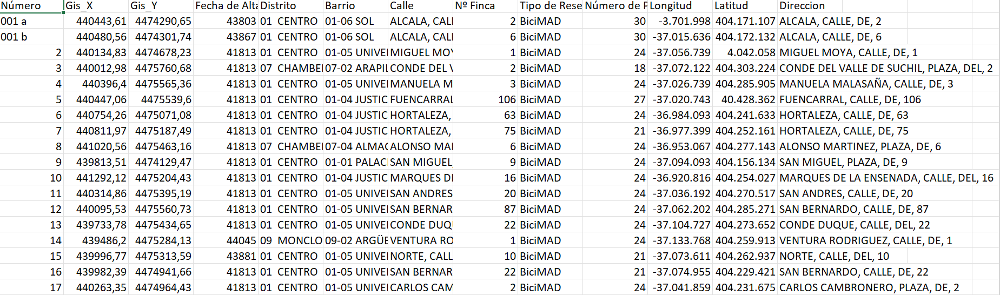 Número Gis_X Gis_Y Fecha de Alta Distrito Barrio Calle Nº Finca Tipo de Rese Número de P Longitud Latitud Direccion
001 a 440443,61 4474290,65 43803 01 CENTRO 01-06 SOL ALCALA, CALL 2 BiciMAD 30 -3.701.998 404.171.107 ALCALA, CALLE, DE, 2
001 b 440480,56 4474301,74 43867 01 CENTRO 01-06 SOL ALCALA, CALL 6 BiciMAD 30 -37.015.636 404.172.132 ALCALA, CALLE, DE, 6
2 440134,83 4474678,23 41813 01 CENTRO 01-05 UNIVE MIGUEL MOY 1 BiciMAD 24 -37.056.739 4.042.058 MIGUEL MOYA, CALLE, DE, 1
3 440012,98 4475760,68 41813 07 CHAMBE 07-02 ARAPIL CONDE DEL V 2 BiciMAD 18 -37.072.122 404.303.224 CONDE DEL VALLE DE SUCHIL, PLAZA, DEL, 2
4 440396,4 4475565,36 41813 01 CENTRO 01-05 UNIVE MANUELA M 3 BiciMAD 24 -37.026.739 404.285.905 MANUELA MALASAÑA, CALLE, DE, 3
5 440447,06 4475539,6 41813 01 CENTRO 01-04 JUSTIC FUENCARRAL 106 BiciMAD 27 -37.020.743 40.428.362 FUENCARRAL, CALLE, DE, 106
6 440754,26 4475071,08 41813 01 CENTRO 01-04 JUSTIC HORTALEZA, 63 BiciMAD 24 -36.984.093 404.241.633 HORTALEZA, CALLE, DE, 63
7 440811,97 4475187,49 41813 01 CENTRO 01-04 JUSTIC HORTALEZA, 75 BiciMAD 21 -36.977.399 404.252.161 HORTALEZA, CALLE, DE, 75
8 441020,56 4475463,16 41813 07 CHAMBE 07-04 ALMAG ALONSO MA 6 BiciMAD 24 -36.953.067 404.277.143 ALONSO MARTINEZ, PLAZA, DE, 6
9 439813,51 4474129,47 41813 01 CENTRO 01-01 PALAC SAN MIGUEL, 9 BiciMAD 24 -37.094.093 404.156.134 SAN MIGUEL, PLAZA, DE, 9
10 441292,12 4475204,43 41813 01 CENTRO 01-04 JUSTIC MARQUES DE 16 BiciMAD 24 -36.920.816 404.254.027 MARQUES DE LA ENSENADA, CALLE, DEL, 16
11 440314,86 4475395,19 41813 01 CENTRO 01-05 UNIVE SAN ANDRES 20 BiciMAD 24 -37.036.192 404.270.517 SAN ANDRES, CALLE, DE, 20
12 440095,53 4475560,73 41813 01 CENTRO 01-05 UNIVE SAN BERNAR 87 BiciMAD 24 -37.062.202 404.285.271 SAN BERNARDO, CALLE, DE, 87
13 439733,78 4475434,65 41813 01 CENTRO 01-05 UNIVE CONDE DUQ 22 BiciMAD 24 -37.104.727 404.273.652 CONDE DUQUE, CALLE, DEL, 22
14 439486,2 4475284,13 44045 09 MONCLO 09-02 ARGÜE VENTURA RO 1 BiciMAD 24 -37.133.768 404.259.913 VENTURA RODRIGUEZ, CALLE, DE, 1
15 439996,77 4475313,59 43881 01 CENTRO 01-05 UNIVE NORTE, CALL 10 BiciMAD 21 -37.073.611 404.262.937 NORTE, CALLE, DEL, 10
16 439982,39 4474941,66 41813 01 CENTRO 01-05 UNIVE SAN BERNAR 22 BiciMAD 21 -37.074.955 404.229.421 SAN BERNARDO, CALLE, DE, 22
17 440263,35 4474964,43 41813 01 CENTRO 01-05 UNIVE CARLOS CAM 2 BiciMAD 24 -37.041.859 404.231.675 CARLOS CAMBRONERO, PLAZA, DE, 2